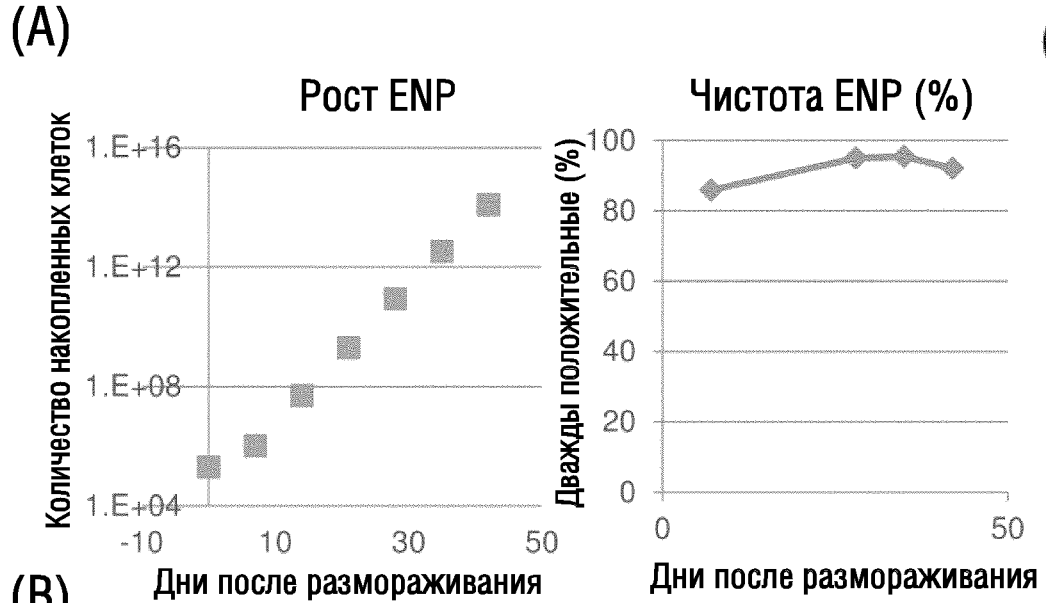 (A)
Рост ENP
Количество накопленных клеток
1.E+16
1.E+12
1.E+08
1.E+04
-10 10 30 50
Дни после размораживания
Чистота ENP (%)
Дважды положительные (%)
100
80
60
40
20
0
0 50
Дни после размораживания
(B)